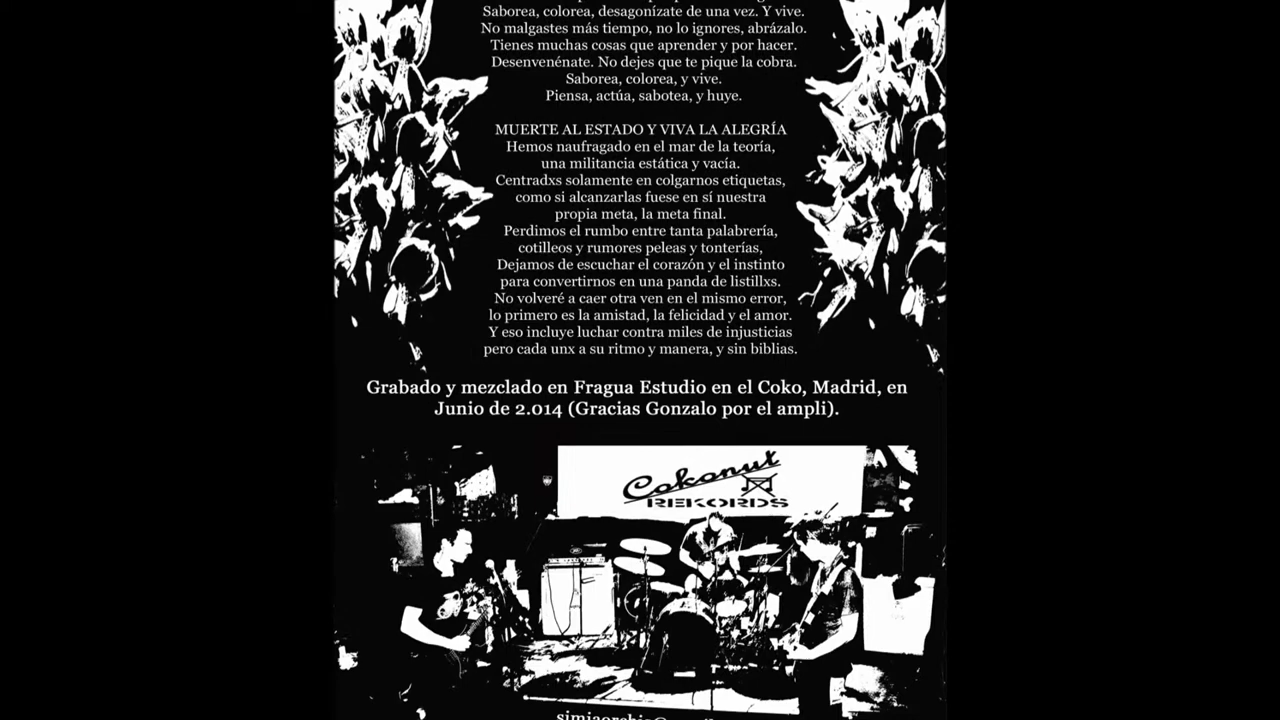 Saborea, colorea, desagonízate de una vez. Y vive.
No malgastes más tiempo, no lo ignores, abrázalo.
Tienes muchas cosas que aprender y por hacer.
Desenvenénate. No dejes que te pique la cobra.
Saborea, colorea, y vive.
Piensa, actúa, sabotea, y huye.
MUERTE AL ESTADO Y VIVA LA ALEGRÍA
Hemos naufragado en el mar de la teoría,
una militancia estática y vacía.
Centradxs solamente en colgarnos etiquetas,
como si alcanzarlas fuese en sí nuestra
propia meta, la meta final.
Perdimos el rumbo entre tanta palabrería,
cotilleos y rumores peleas y tonterías,
Dejamos de escuchar el corazón y el instinto
para convertirnos en una panda de listillxs.
No volveré a caer otra ven en el mismo error,
lo primero es la amistad, la felicidad y el amor.
Y eso incluye luchar contra miles de injusticias
pero cada unx a su ritmo y manera, y sin biblias.
Grabado y mezclado en Fragua Estudio en el Coko, Madrid, en
Junio de 2.014 (Gracias Gonzalo por el ampli).
Cokonut
REKORDS